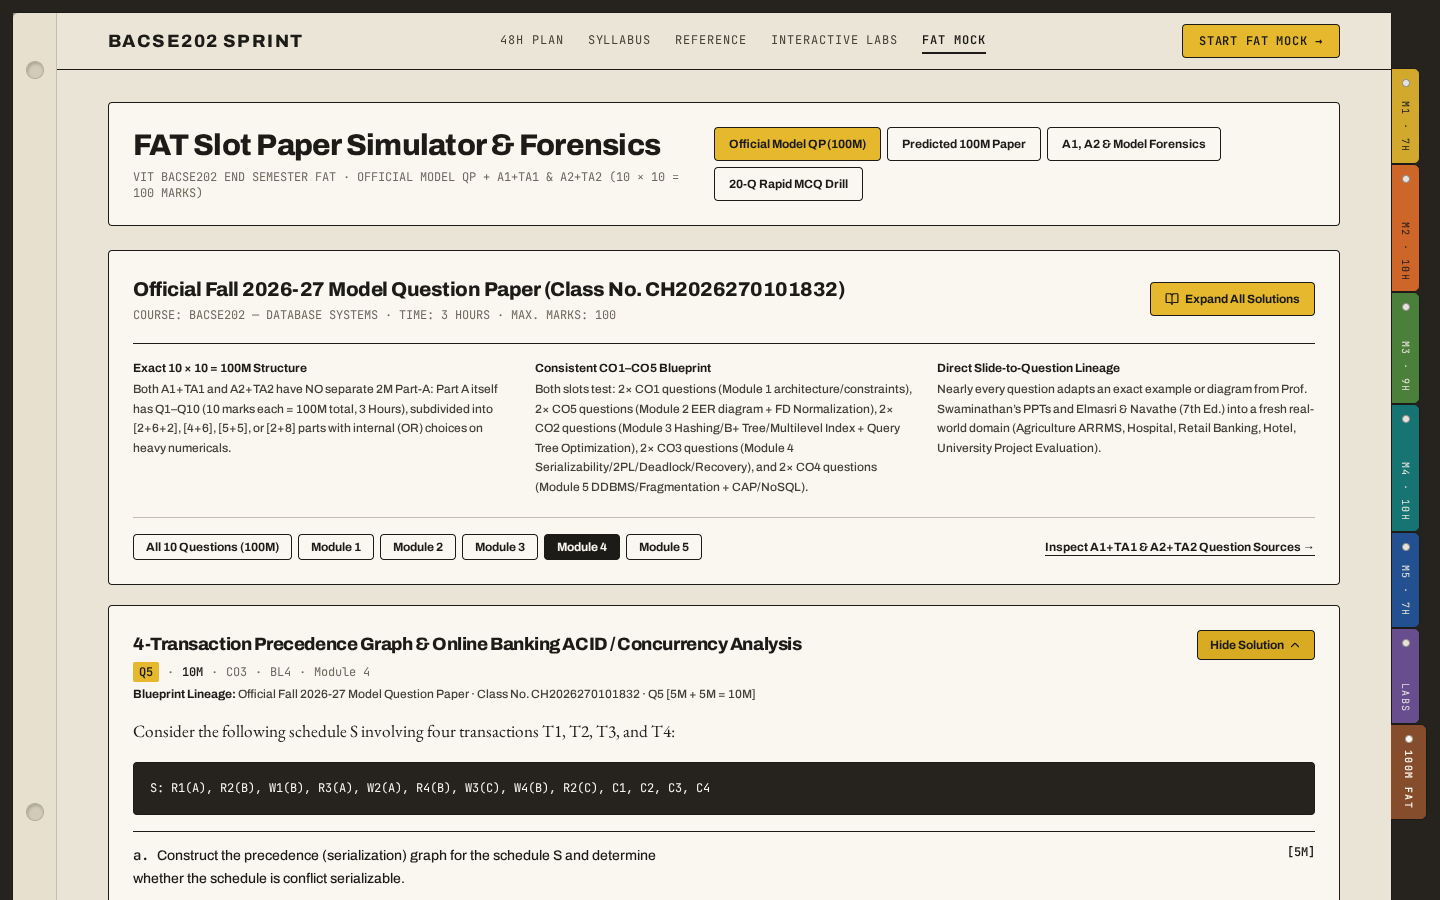 BACSE202 SPRINT
48H PLAN
SYLLABUS
REFERENCE
INTERACTIVE LABS
FAT MOCK
START FAT MOCK →
FAT Slot Paper Simulator & Forensics
VIT BACSE202 END SEMESTER FAT · OFFICIAL MODEL QP + A1+TA1 & A2+TA2 (10 × 10 =
100 MARKS)
Official Model QP (100M)
Predicted 100M Paper
A1, A2 & Model Forensics
20-Q Rapid MCQ Drill
Official Fall 2026-27 Model Question Paper (Class No. CH2026270101832)
COURSE: BACSE202 — DATABASE SYSTEMS · TIME: 3 HOURS · MAX. MARKS: 100
Expand All Solutions
Exact 10 × 10 = 100M Structure
Both A1+TA1 and A2+TA2 have NO separate 2M Part-A: Part A itself
has Q1–Q10 (10 marks each = 100M total, 3 Hours), subdivided into
[2+6+2], [4+6], [5+5], or [2+8] parts with internal (OR) choices on
heavy numericals.
Consistent CO1–CO5 Blueprint
Both slots test: 2× CO1 questions (Module 1 architecture/constraints),
2× CO5 questions (Module 2 EER diagram + FD Normalization), 2×
CO2 questions (Module 3 Hashing/B+ Tree/Multilevel Index + Query
Tree Optimization), 2× CO3 questions (Module 4
Serializability/2PL/Deadlock/Recovery), and 2× CO4 questions
(Module 5 DDBMS/Fragmentation + CAP/NoSQL).
Direct Slide-to-Question Lineage
Nearly every question adapts an exact example or diagram from Prof.
Swaminathan's PPTs and Elmasri & Navathe (7th Ed.) into a fresh real-
world domain (Agriculture ARRMS, Hospital, Retail Banking, Hotel,
University Project Evaluation).
All 10 Questions (100M)
Module 1
Module 2
Module 3
Module 4
Module 5
Inspect A1+TA1 & A2+TA2 Question Sources →
4-Transaction Precedence Graph & Online Banking ACID / Concurrency Analysis
Q5 · 10M · CO3 · BL4 · Module 4
Hide Solution
Blueprint Lineage: Official Fall 2026-27 Model Question Paper · Class No. CH2026270101832 · Q5 [5M + 5M = 10M]
Consider the following schedule S involving four transactions T1, T2, T3, and T4:
S: R1(A), R2(B), W1(B), R3(A), W2(A), R4(B), W3(C), W4(B), R2(C), C1, C2, C3, C4
a. Construct the precedence (serialization) graph for the schedule S and determine
whether the schedule is conflict serializable.
[5M]
M1 · 7H
M2 · 10H
M3 · 9H
M4 · 10H
M5 · 7H
LABS
100M FAT